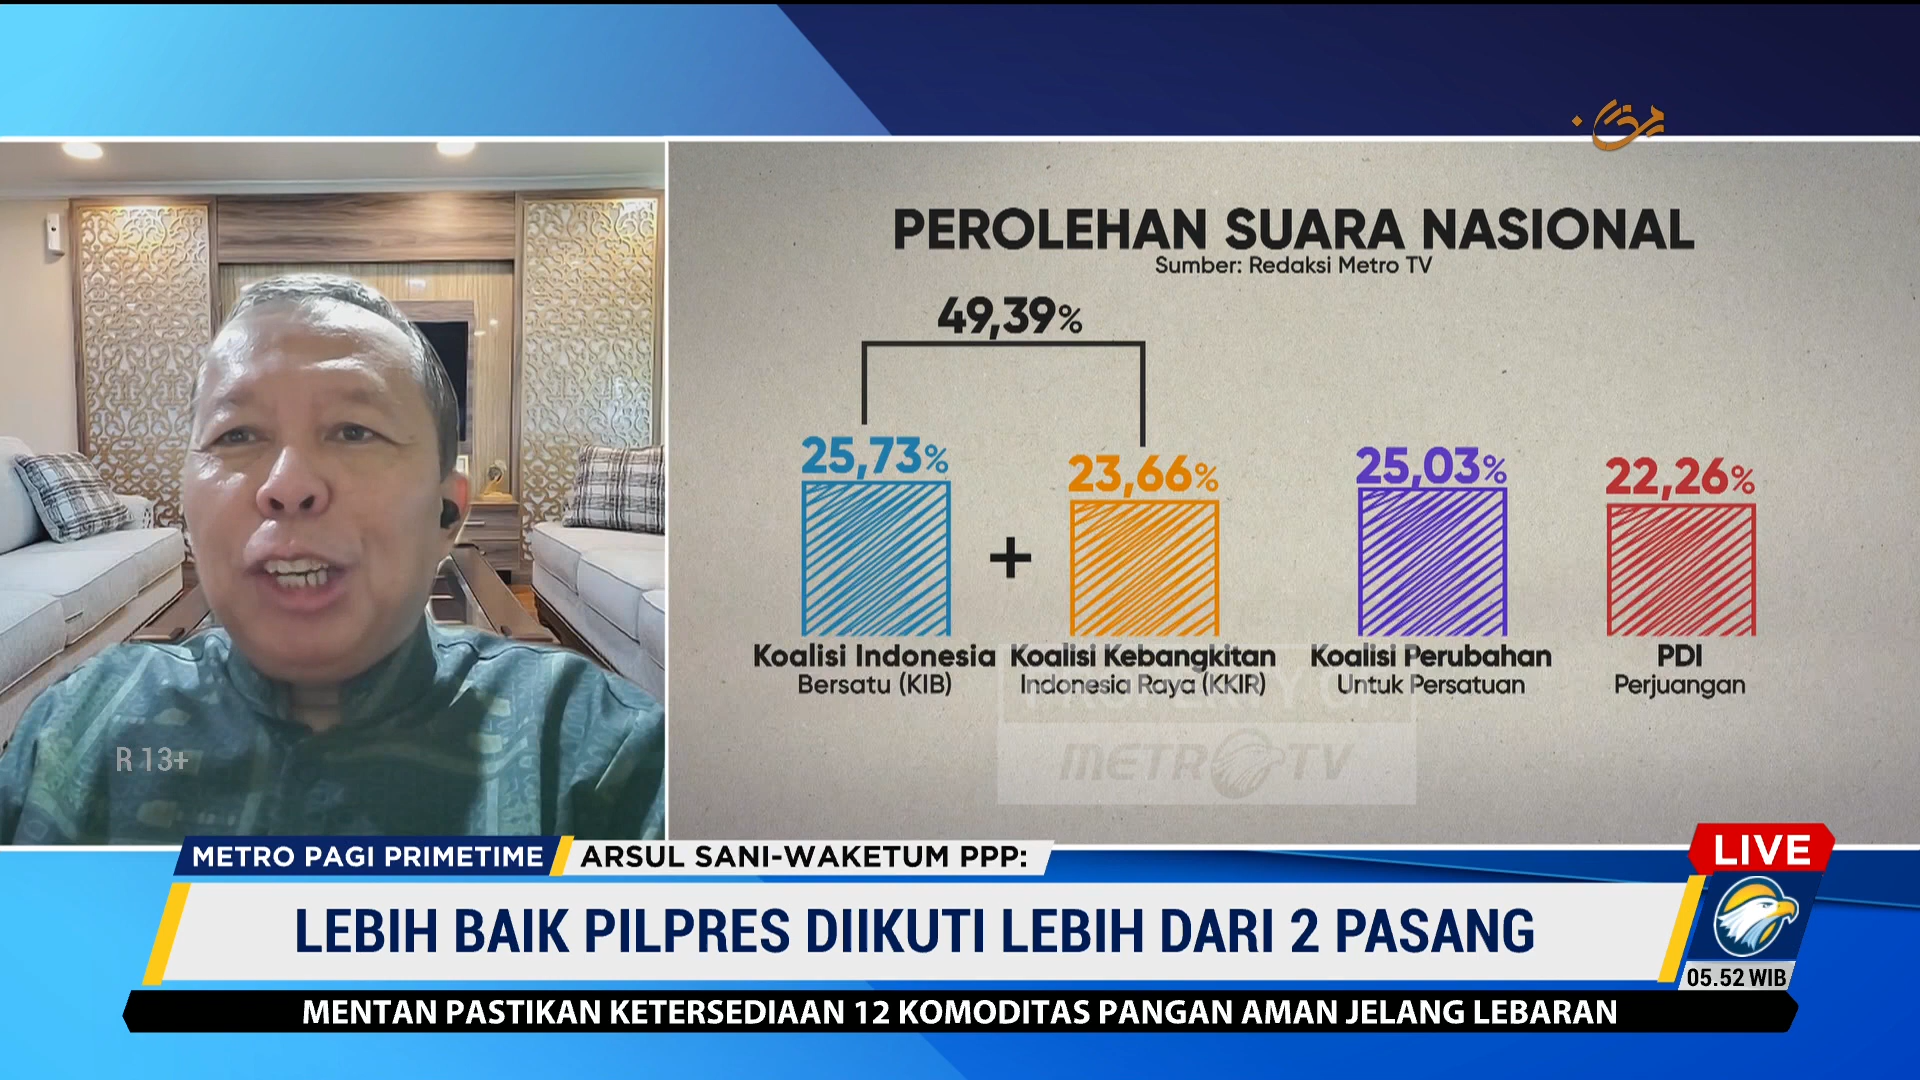 PEROLEHAN SUARA NASIONAL
Sumber: Redaksi Metro TV
49,39%
25,73%
23,66%
25,03%
22,26%
+
Koalisi Indonesia
Bersatu (KIB)
Koalisi Kebangkitan
Indonesia Raya (KKIR)
Koalisi Perubahan
Untuk Persatuan
PDI
Perjuangan
PROPERTY OF
METRO TV
R 13+
METRO PAGI PRIMETIME
ARSUL SANI-WAKETUM PPP:
LIVE
LEBIH BAIK PILPRES DIIKUTI LEBIH DARI 2 PASANG
05.52 WIB
MENTAN PASTIKAN KETERSEDIAAN 12 KOMODITAS PANGAN AMAN JELANG LEBARAN